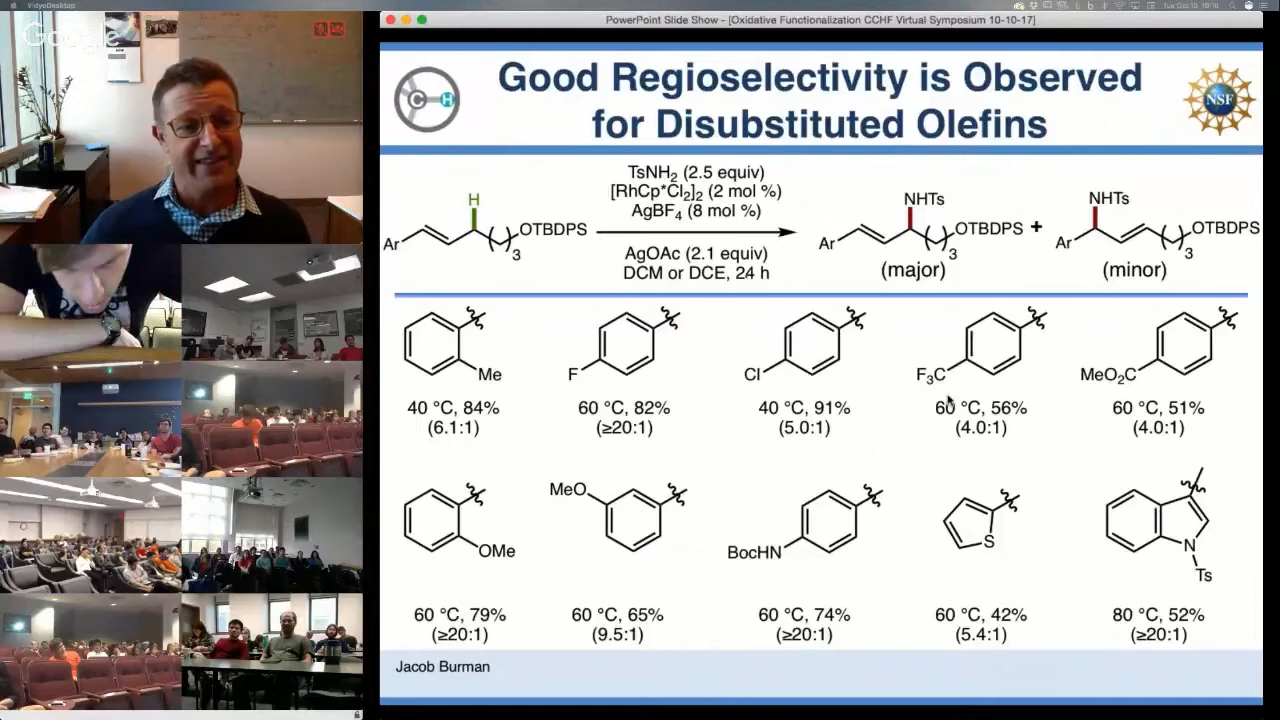 VidyoDesktop
Google
PowerPoint Slide Show - [Oxidative Functionalization CCHF Virtual Symposium 10-10-17]
Good Regioselectivity is Observed
for Disubstituted Olefins
C H
NSF
TsNH2 (2.5 equiv)
[RhCp*Cl2]2 (2 mol %)
AgBF4 (8 mol %)
AgOAc (2.1 equiv)
DCM or DCE, 24 h
H
Ar
OTBDPS
3
NHTs
Ar
OTBDPS
3
(major)
+
NHTs
Ar
OTBDPS
3
(minor)
Me
F
Cl
F3C
MeO2C
40 °C, 84%
(6.1:1)
60 °C, 82%
(≥20:1)
40 °C, 91%
(5.0:1)
60 °C, 56%
(4.0:1)
60 °C, 51%
(4.0:1)
OMe
MeO
BocHN
S
N
Ts
60 °C, 79%
(≥20:1)
60 °C, 65%
(9.5:1)
60 °C, 74%
(≥20:1)
60 °C, 42%
(5.4:1)
80 °C, 52%
(≥20:1)
Jacob Burman